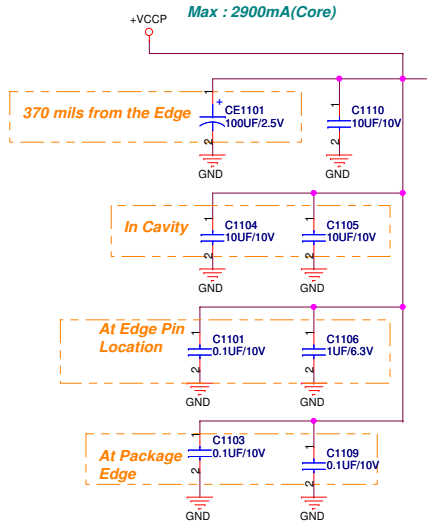 Max : 2900mA(Core)
+VCCP
370 mils from the Edge
1
+
CE1101
100UF/2.5V
2
GND
1
C1110
10UF/10V
2
GND
In Cavity
1
C1104
10UF/10V
2
GND
1
C1105
10UF/10V
2
GND
At Edge Pin
Location
1
C1101
0.1UF/10V
2
GND
1
C1106
1UF/6.3V
2
GND
At Package
Edge
1
C1103
0.1UF/10V
2
GND
1
C1109
0.1UF/10V
2
GND